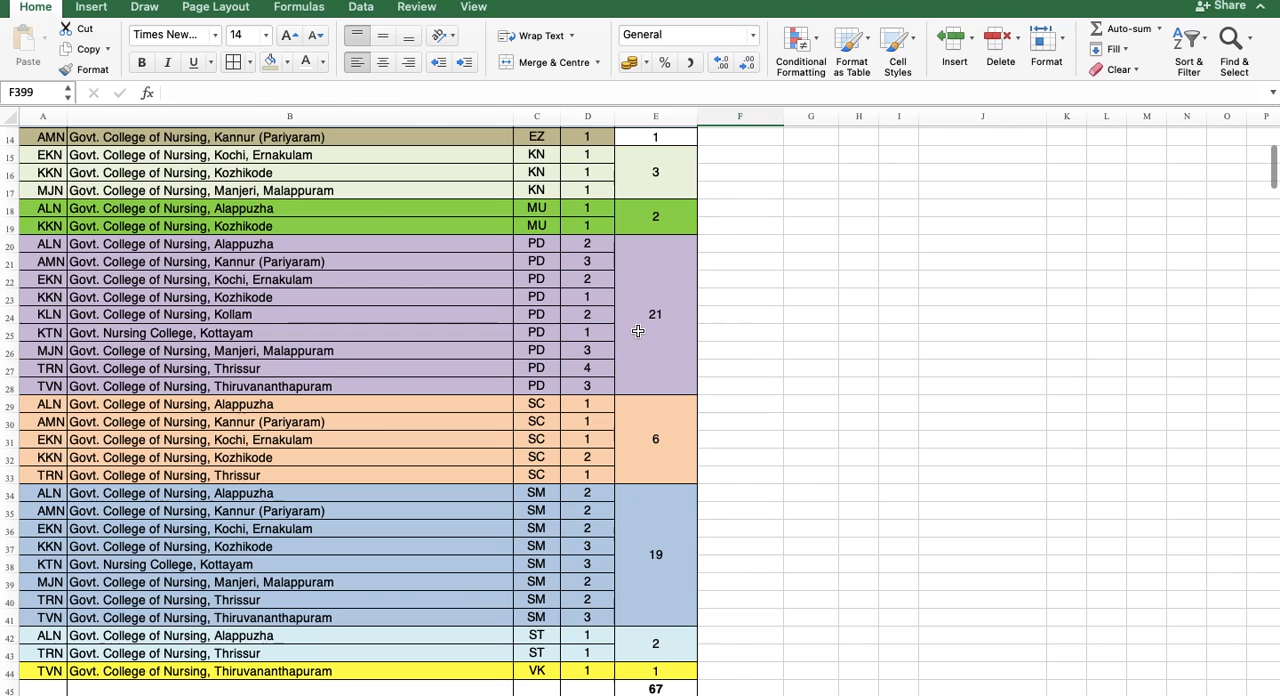 Home Insert Draw Page Layout Formulas Data Review View Share
Paste Cut Copy Format Times New... 14 A A B I U A Wrap Text Merge & Centre General % Conditional Formatting Format as Table Cell Styles Insert Delete Format Auto-sum Fill Clear Sort & Filter Find & Select
F399 fx
A B C D E F G H I J K L M N O P
14 AMN Govt. College of Nursing, Kannur (Pariyaram) EZ 1 1
15 EKN Govt. College of Nursing, Kochi, Ernakulam KN 1
16 KKN Govt. College of Nursing, Kozhikode KN 1 3
17 MJN Govt. College of Nursing, Manjeri, Malappuram KN 1
18 ALN Govt. College of Nursing, Alappuzha MU 1 2
19 KKN Govt. College of Nursing, Kozhikode MU 1
20 ALN Govt. College of Nursing, Alappuzha PD 2
21 AMN Govt. College of Nursing, Kannur (Pariyaram) PD 3
22 EKN Govt. College of Nursing, Kochi, Ernakulam PD 2
23 KKN Govt. College of Nursing, Kozhikode PD 1
24 KLN Govt. College of Nursing, Kollam PD 2 21
25 KTN Govt. Nursing College, Kottayam PD 1
26 MJN Govt. College of Nursing, Manjeri, Malappuram PD 3
27 TRN Govt. College of Nursing, Thrissur PD 4
28 TVN Govt. College of Nursing, Thiruvananthapuram PD 3
29 ALN Govt. College of Nursing, Alappuzha SC 1
30 AMN Govt. College of Nursing, Kannur (Pariyaram) SC 1
31 EKN Govt. College of Nursing, Kochi, Ernakulam SC 1 6
32 KKN Govt. College of Nursing, Kozhikode SC 2
33 TRN Govt. College of Nursing, Thrissur SC 1
34 ALN Govt. College of Nursing, Alappuzha SM 2
35 AMN Govt. College of Nursing, Kannur (Pariyaram) SM 2
36 EKN Govt. College of Nursing, Kochi, Ernakulam SM 2
37 KKN Govt. College of Nursing, Kozhikode SM 3 19
38 KTN Govt. Nursing College, Kottayam SM 3
39 MJN Govt. College of Nursing, Manjeri, Malappuram SM 2
40 TRN Govt. College of Nursing, Thrissur SM 2
41 TVN Govt. College of Nursing, Thiruvananthapuram SM 3
42 ALN Govt. College of Nursing, Alappuzha ST 1 2
43 TRN Govt. College of Nursing, Thrissur ST 1
44 TVN Govt. College of Nursing, Thiruvananthapuram VK 1 1
45 67